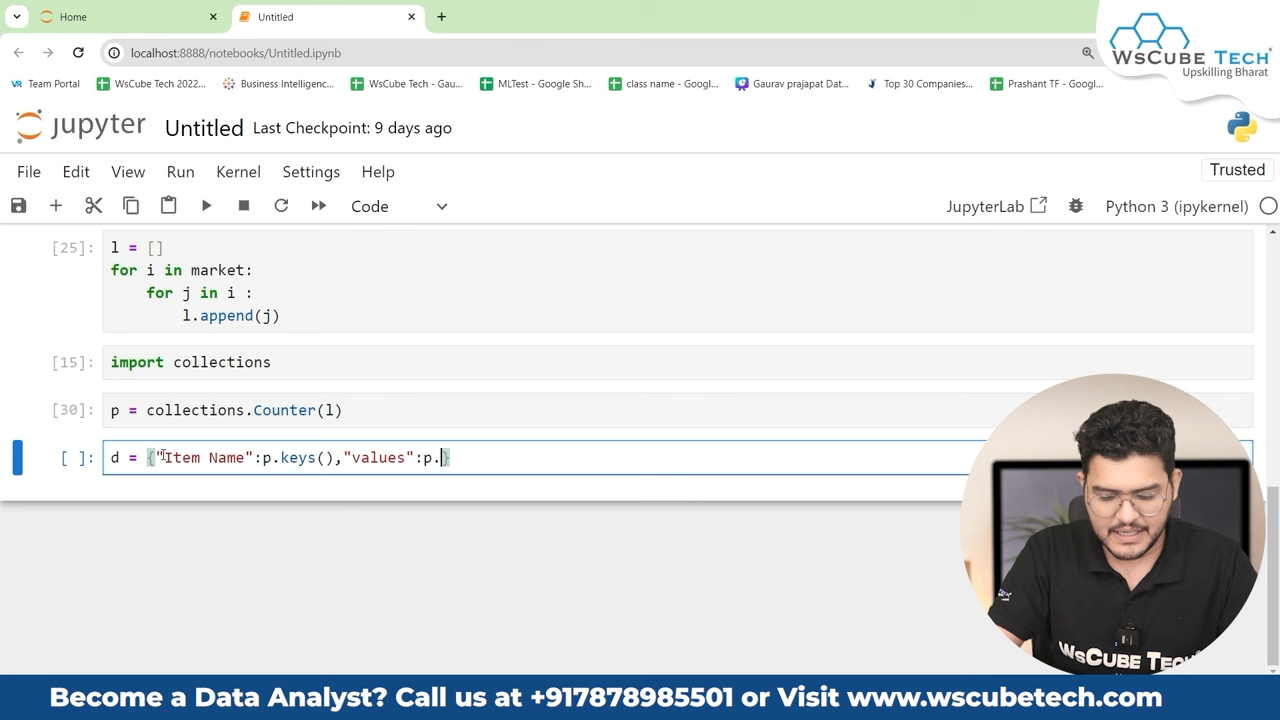 Home
Untitled
localhost:8888/notebooks/Untitled.ipynb
WsCube Tech
Upskilling Bharat
Team Portal
WsCube Tech 2022...
Business Intelligenc...
WsCube Tech - Gau...
MLTest - Google Sh...
class name - Googl...
Gaurav prajapat Dat...
Top 30 Companies...
Prashant TF - Googl...
jupyter Untitled Last Checkpoint: 9 days ago
File Edit View Run Kernel Settings Help
Trusted
Code
JupyterLab
Python 3 (ipykernel)
[25]: l = []
for i in market:
for j in i :
l.append(j)
[15]: import collections
[30]: p = collections.Counter(l)
[ ]: d = {"Item Name":p.keys(),"values":p.}
WsCube Tech
Become a Data Analyst? Call us at +917878985501 or Visit www.wscubetech.com